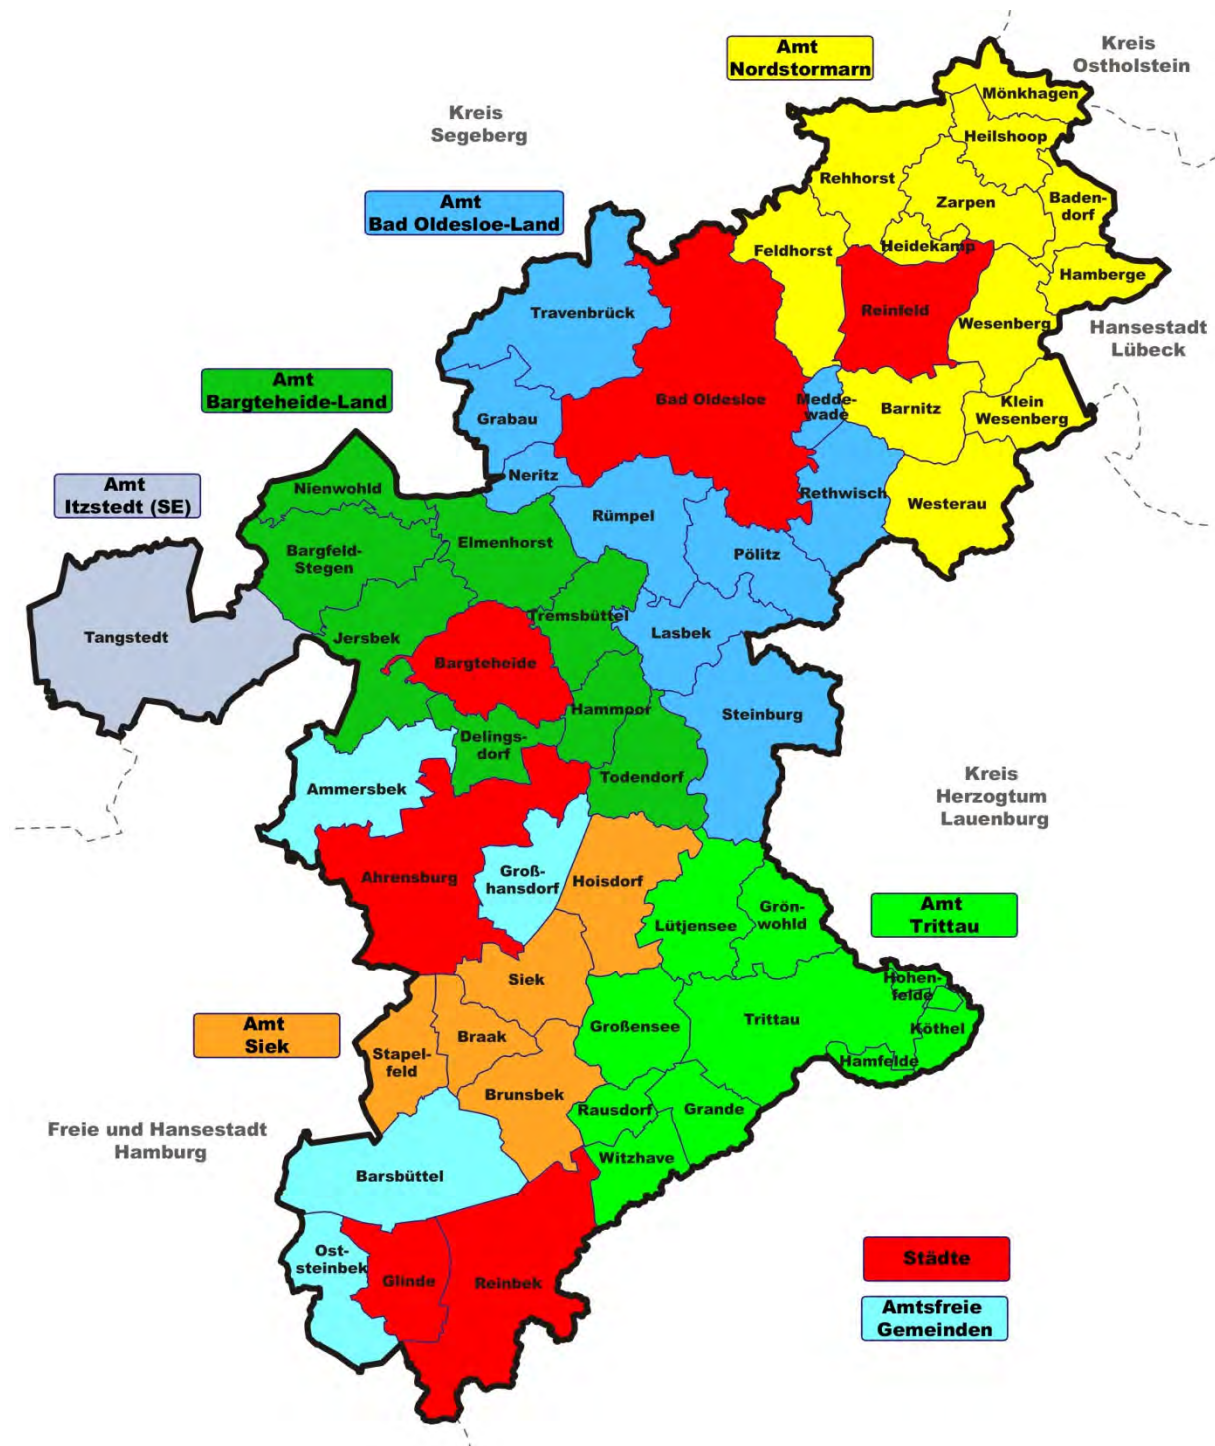 Amt
Nordstormarn
Kreis
Ostholstein
Mönkhagen
Kreis
Segeberg
Heilshoop
Rehhorst
Zarpen
Baden-
dorf
Amt
Bad Oldesloe-Land
Feldhorst
Heidekamp
Hamberge
Travenbrück
Reinfeld
Wesenberg
Hansestadt
Lübeck
Amt
Bargteheide-Land
Grabau
Bad Oldesloe
Medde-
wade
Barnitz
Klein
Wesenberg
Neritz
Rethwisch
Westerau
Amt
Itzstedt (SE)
Nienwohld
Rümpel
Elmenhorst
Bargfeld-
Stegen
Pölitz
Tremsbüttel
Tangstedt
Jersbek
Lasbek
Bargteheide
Hammoor
Steinburg
Delings-
dorf
Ammersbek
Todendorf
Kreis
Herzogtum
Lauenburg
Ahrensburg
Groß-
hansdorf
Hoisdorf
Lütjensee
Grön-
wohld
Amt
Trittau
Siek
Hohen-
felde
Amt
Siek
Braak
Großensee
Trittau
Köthel
Stapel-
feld
Hamfelde
Brunsbek
Rausdorf
Grande
Freie und Hansestadt
Hamburg
Witzhave
Barsbüttel
Ost-
steinbek
Glinde
Reinbek
Städte
Amtsfreie
Gemeinden